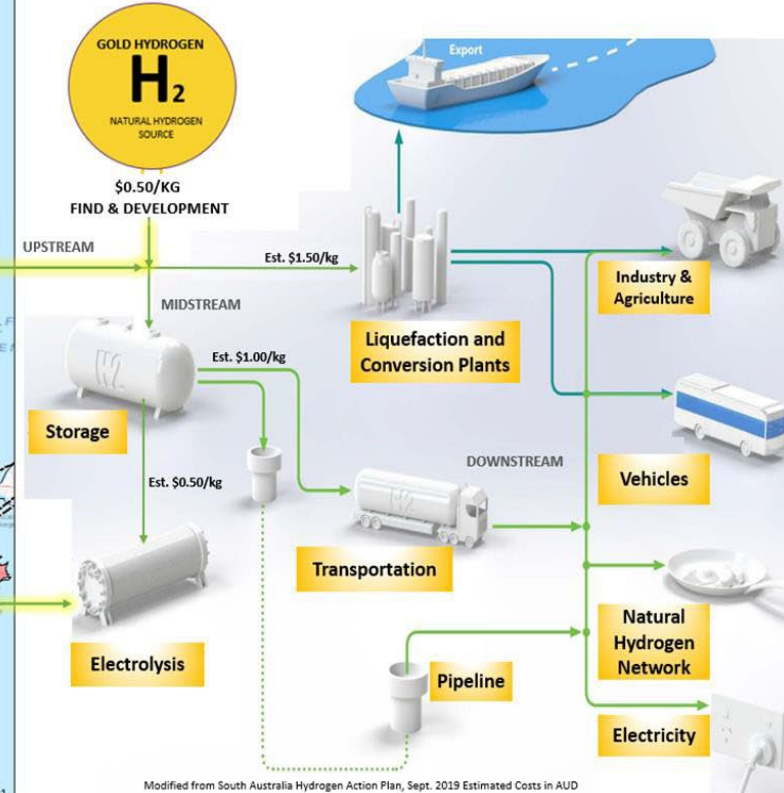 GOLD HYDROGEN
H2
NATURAL HYDROGEN
SOURCE
$0.50/KG
FIND & DEVELOPMENT
Export
UPSTREAM
Est. $1.50/kg
MIDSTREAM
Industry &
Agriculture
Liquefaction and
Conversion Plants
H2
Est. $1.00/kg
Storage
DOWNSTREAM
Vehicles
Est. $0.50/kg
H2
Transportation
Natural
Hydrogen
Network
Electrolysis
Pipeline
Electricity
Modified from South Australia Hydrogen Action Plan, Sept. 2019 Estimated Costs in AUD